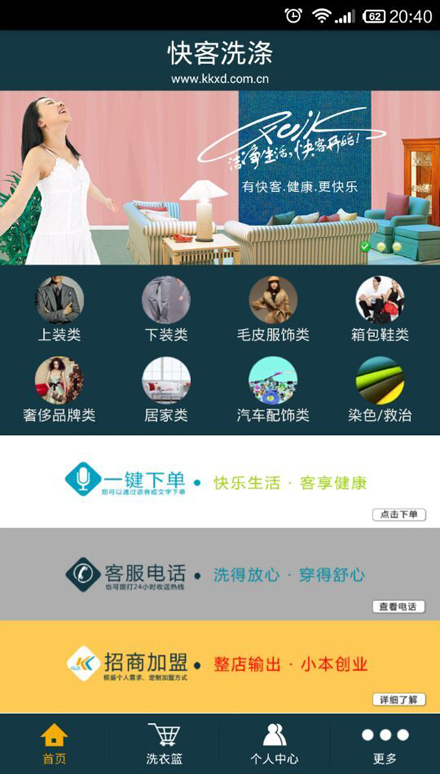 62 20:40
快客洗涤
www.kkxd.com.cn
Quik
洁净生活,快客开始!
有快客.健康.更快乐
上装类 下装类 毛皮服饰类 箱包鞋类
奢侈品牌类 居家类 汽车配饰类 染色/救治
一键下单 • 快乐生活 · 客享健康
您可以通过语音或文字下单
点击下单
客服电话 • 洗得放心 · 穿得舒心
也可拨打24小时收送热线
查看电话
招商加盟 • 整店输出 · 小本创业
根据个人需求、定制加盟方式
详细了解
首页 洗衣篮 个人中心 更多